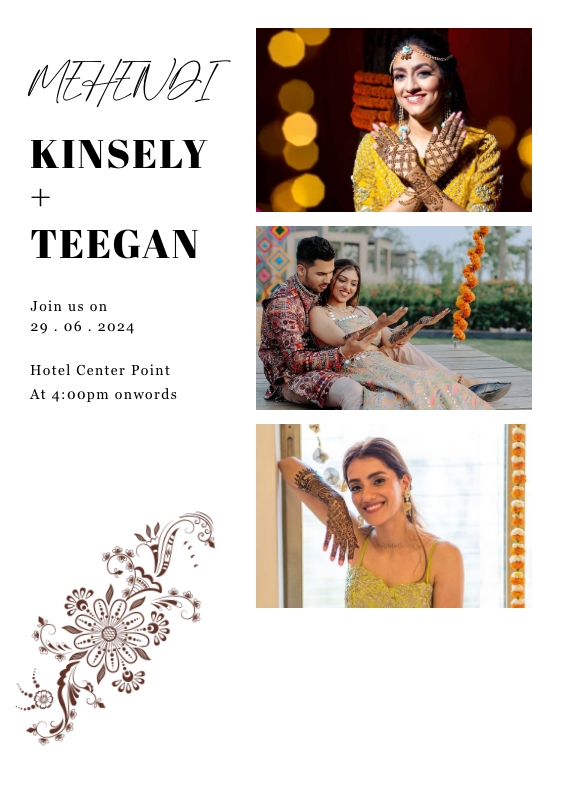 MEHENDI
KINSELY
+
TEEGAN
Join us on
29 . 06 . 2024
Hotel Center Point
At 4:00pm onwords